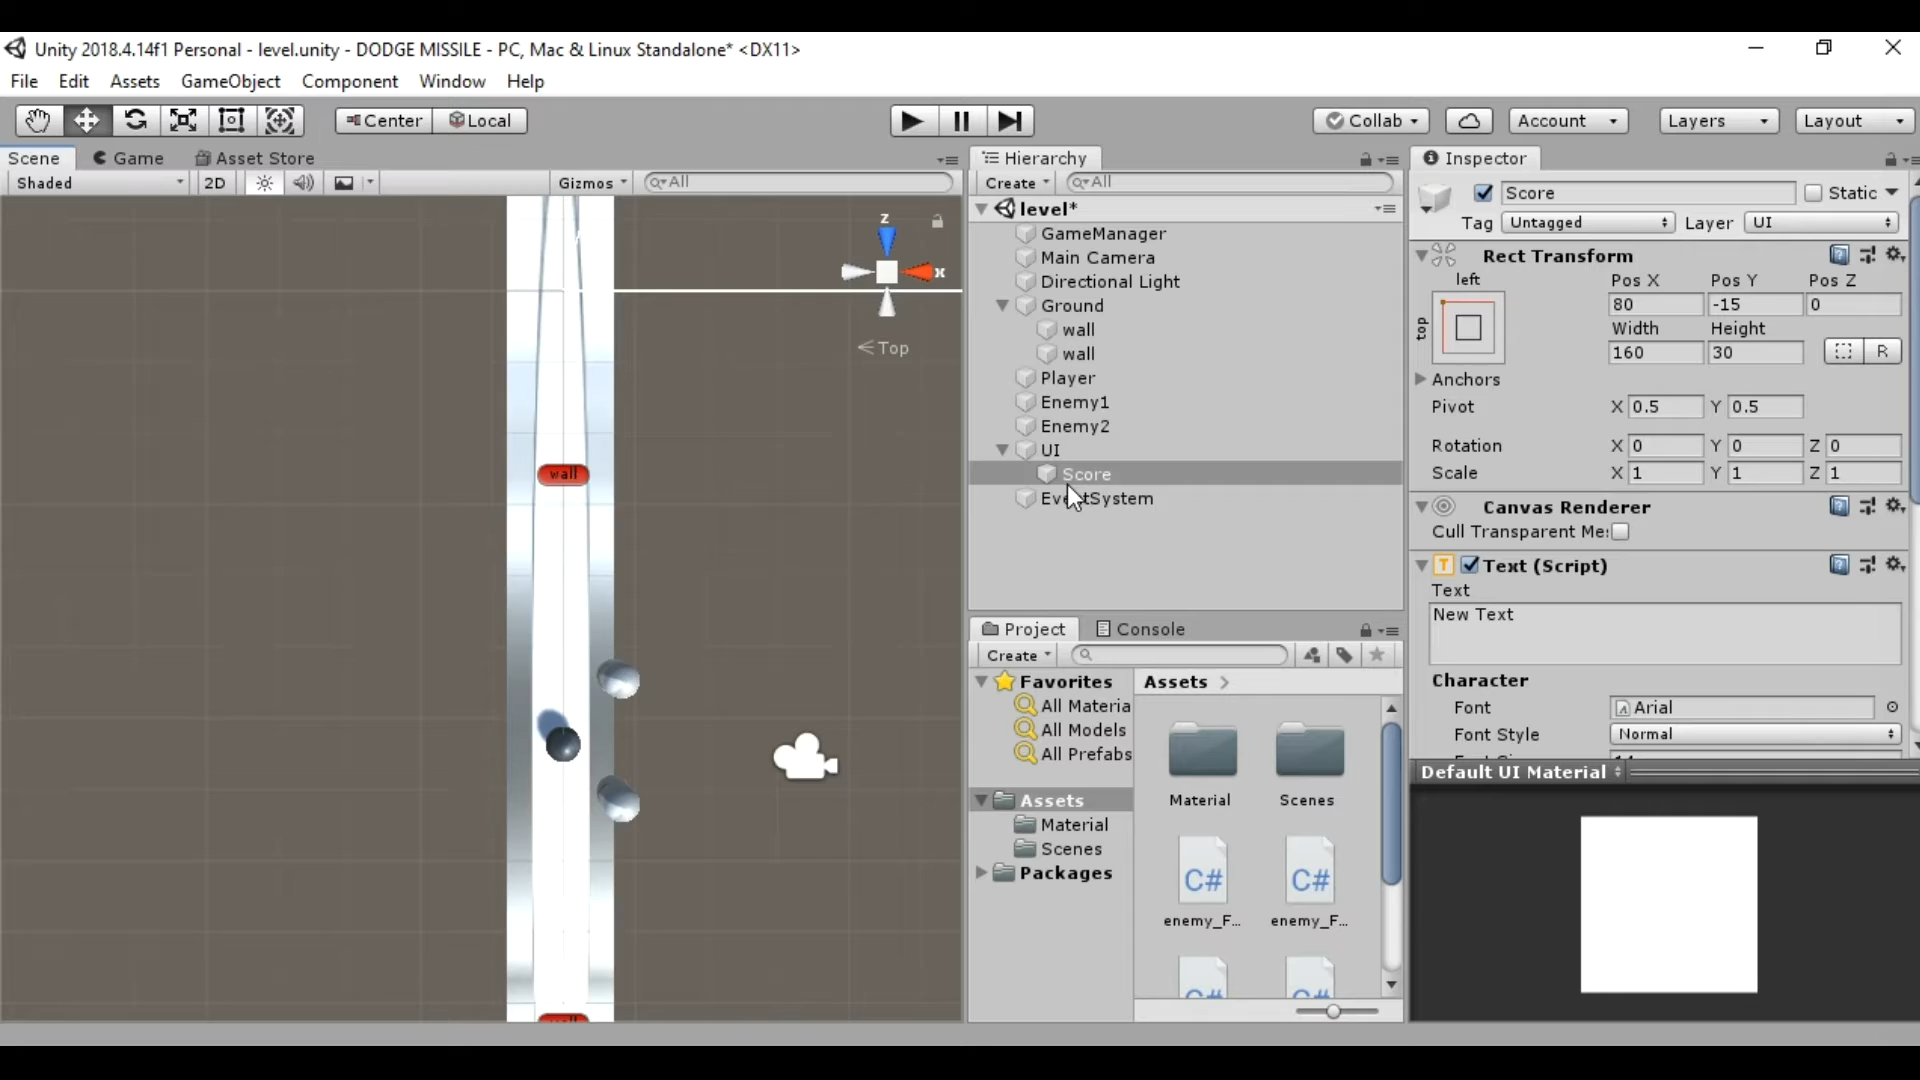 Unity 2018.4.14f1 Personal - level.unity - DODGE MISSILE - PC, Mac & Linux Standalone* <DX11>
File Edit Assets GameObject Component Window Help
Center Local Collab Account Layers Layout
Scene Game Asset Store
Shaded 2D Gizmos All
z
x
Top
wall
Hierarchy
Create All
level*
GameManager
Main Camera
Directional Light
Ground
wall
wall
Player
Enemy1
Enemy2
UI
Score
EventSystem
Project Console
Create
Favorites
All Materia
All Models
All Prefabs
Assets
Material
Scenes
Packages
Assets
Material Scenes
C# C#
enemy_F... enemy_F...
Inspector
Score Static
Tag Untagged Layer UI
Rect Transform
left
top
Pos X Pos Y Pos Z
80 -15 0
Width Height
160 30 R
Anchors
Pivot X 0.5 Y 0.5
Rotation X 0 Y 0 Z 0
Scale X 1 Y 1 Z 1
Canvas Renderer
Cull Transparent Me:
T Text (Script)
Text
New Text
Character
Font Arial
Font Style Normal
Default UI Material